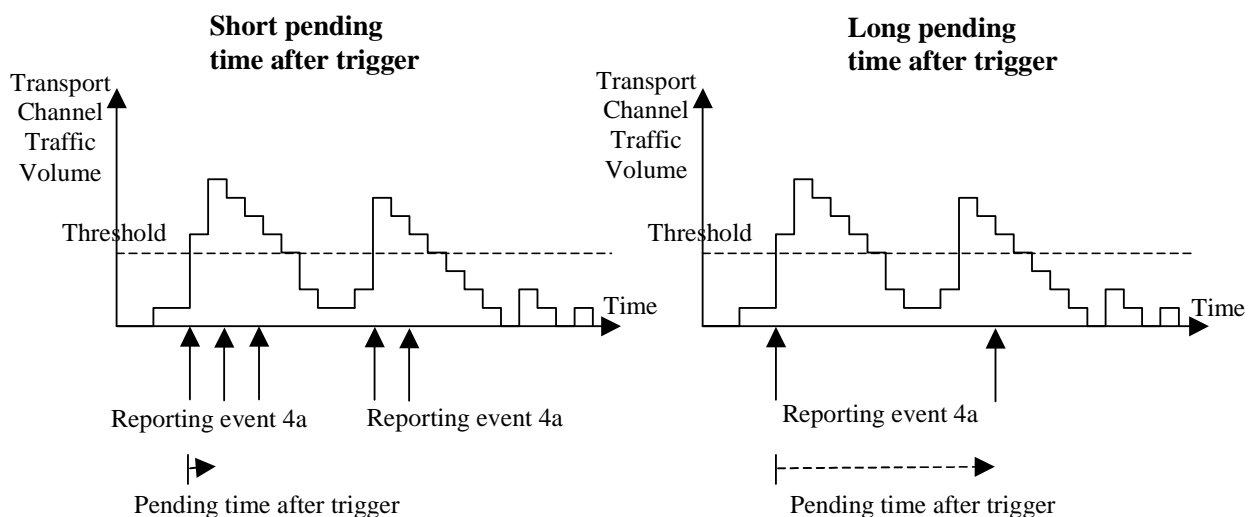 Short pending
time after trigger
Transport
Channel
Traffic
Volume
Threshold
Time
Reporting event 4a
Reporting event 4a
Pending time after trigger
Long pending
time after trigger
Transport
Channel
Traffic
Volume
Threshold
Time
Reporting event 4a
Pending time after trigger